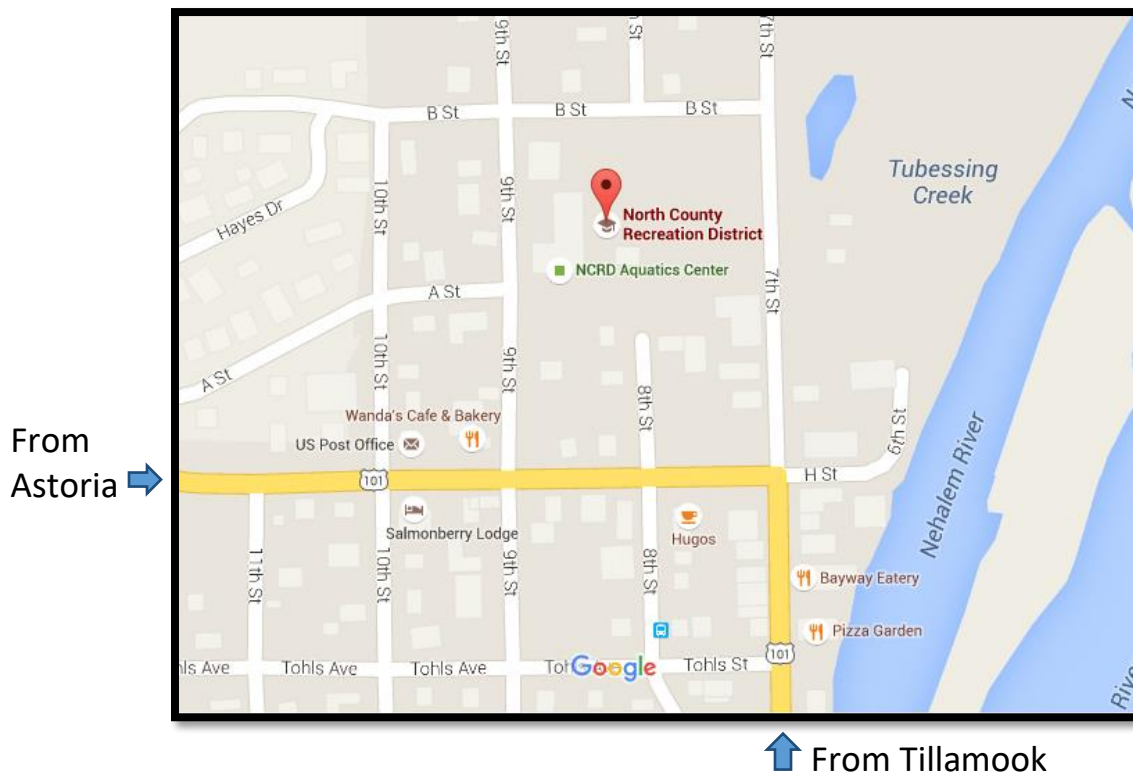 9th St
h St
7th St
B St
B St
B St
N
Tubessing
Creek
Hayes Dr
10th St
9th St
North County
Recreation District
NCRD Aquatics Center
7th St
A St
10th St
9th St
A St
8th St
6th St
Wanda's Cafe & Bakery
US Post Office
From
Astoria
101
H St
Nehalem River
Salmonberry Lodge
Hugos
11th St
10th St
9th St
8th St
Bayway Eatery
Pizza Garden
101
hls Ave
Tohls Ave
Tohls Ave
Toh
Google
Tohls St
Rive
From Tillamook